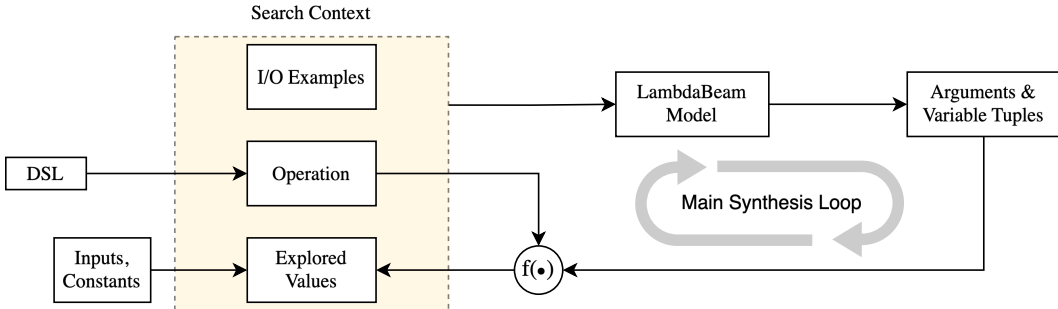 Search Context
I/O Examples
LambdaBeam
Model
Arguments &
Variable Tuples
DSL
Operation
Main Synthesis Loop
Inputs,
Constants
Explored
Values
f(•)